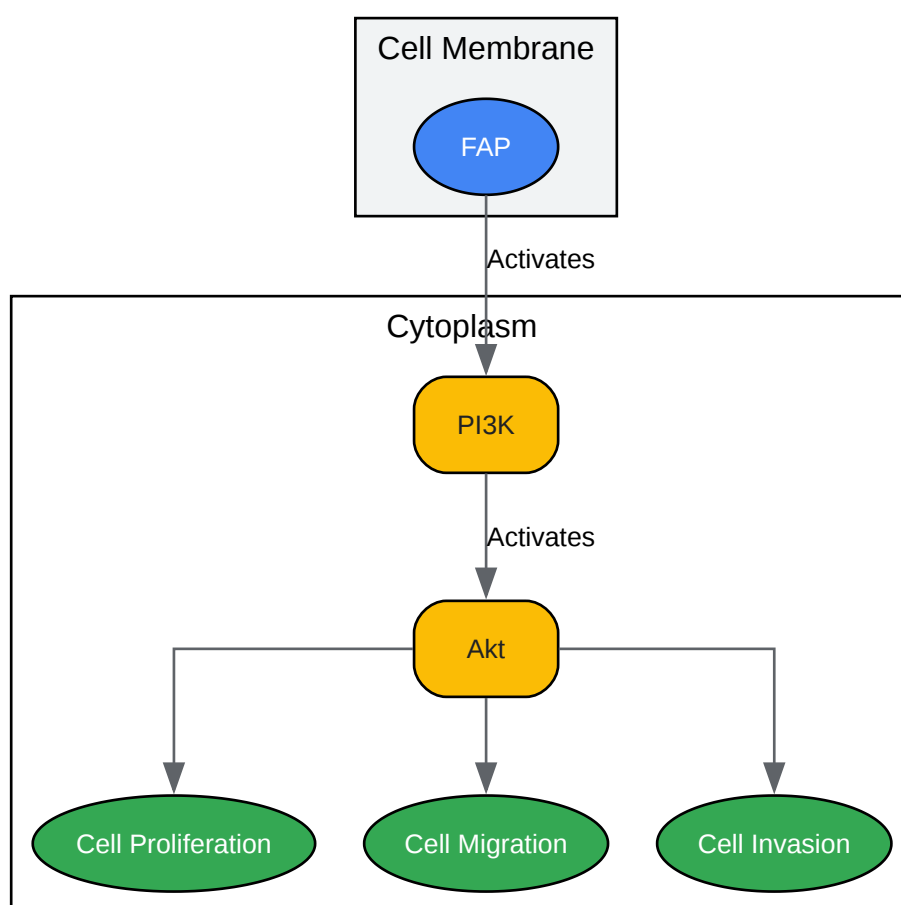 Cell Membrane
FAP
Activates
Cytoplasm
PI3K
Activates
Akt
Cell Proliferation
Cell Migration
Cell Invasion